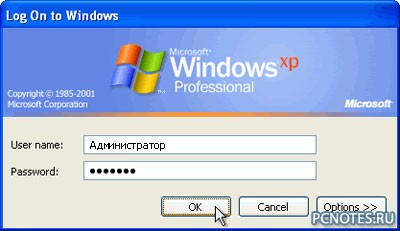 Log On to Windows
Microsoft
Windows xp
Professional
Copyright © 1985-2001
Microsoft Corporation
Microsoft
User name: Администратор
Password: •••••••
OK Cancel Options >>
PCNOTES.RU